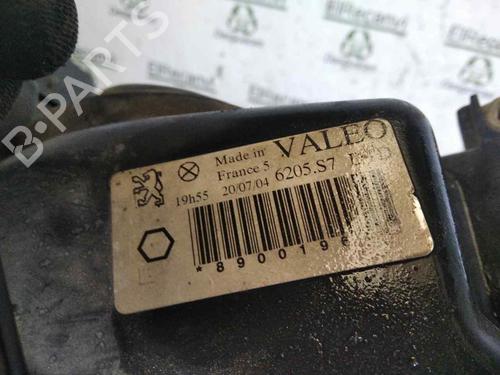 B-PARTS
Made in VALEO
France 5
19h55 20/07/04 6205.S7
*8900196